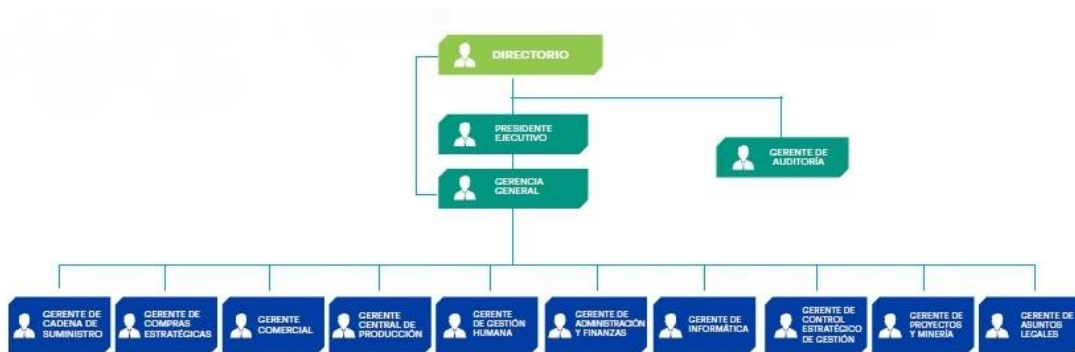 DIRECTORIO
PRESIDENTE
EJECUTIVO
GERENTE DE
AUDITORÍA
GERENCIA
GENERAL
GERENTE DE
CADENA DE
SUMINISTRO
GERENTE DE
COMPRAS
ESTRATÉGICAS
GERENTE
COMERCIAL
GERENTE
CENTRAL DE
PRODUCCIÓN
GERENTE
DE GESTIÓN
HUMANA
GERENTE DE
ADMINISTRACIÓN
Y FINANZAS
GERENTE DE
INFORMÁTICA
GERENTE DE
CONTROL
ESTRATÉGICO
DE GESTIÓN
GERENTE DE
PROYECTOS
Y MINERÍA
GERENTE DE
ASUNTOS
LEGALES